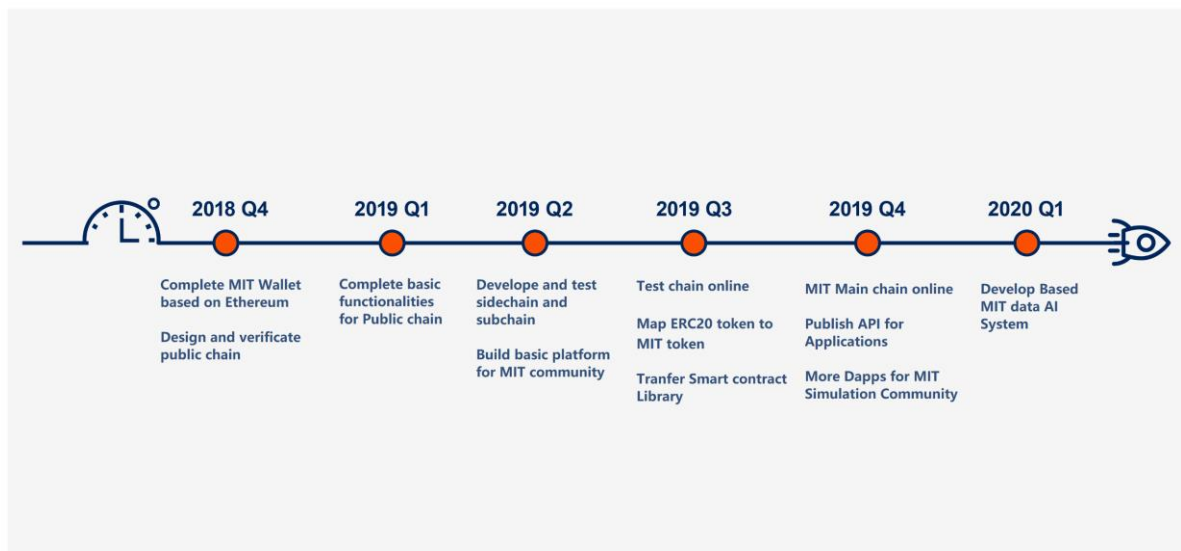 2018 Q4
Complete MIT Wallet
based on Ethereum
Design and verificate
public chain
2019 Q1
Complete basic
functionalities
for Public chain
2019 Q2
Develope and test
sidechain and
subchain
Build basic platform
for MIT community
2019 Q3
Test chain online
Map ERC20 token to
MIT token
Tranfer Smart contract
Library
2019 Q4
MIT Main chain online
Publish API for
Applications
More Dapps for MIT
Simulation Community
2020 Q1
Develop Based
MIT data AI
System